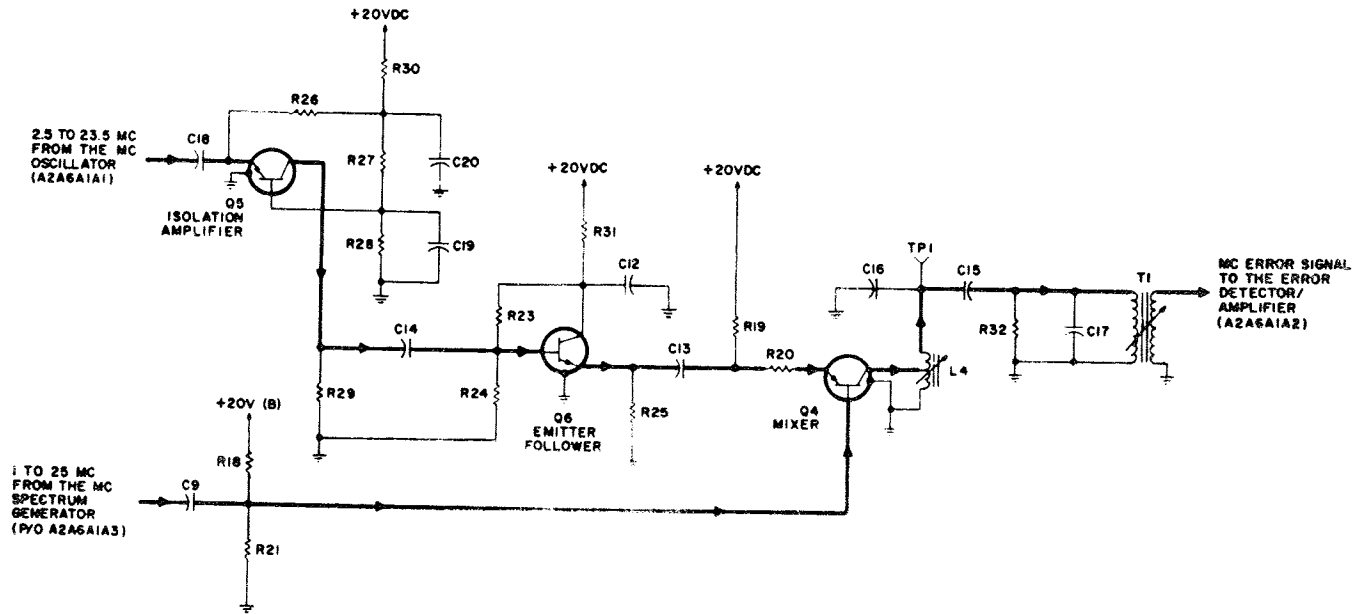 +20VDC
R30
R26
2.5 TO 23.5 MC
FROM THE MC
OSCILLATOR
(A2A6A1A1)
C18
R27
C20
Q5
ISOLATION
AMPLIFIER
R28
C19
+20VDC
R31
C12
+20VDC
R23
C14
R19
C13
R20
R24
R29
Q6
EMITTER
FOLLOWER
R25
Q4
MIXER
L4
TP1
C16
C15
R32
C17
T1
MC ERROR SIGNAL
TO THE ERROR
DETECTOR/
AMPLIFIER
(A2A6A1A2)
+20V (B)
R18
1 TO 25 MC
FROM THE MC
SPECTRUM
GENERATOR
(P/O A2A6A1A3)
C9
R21